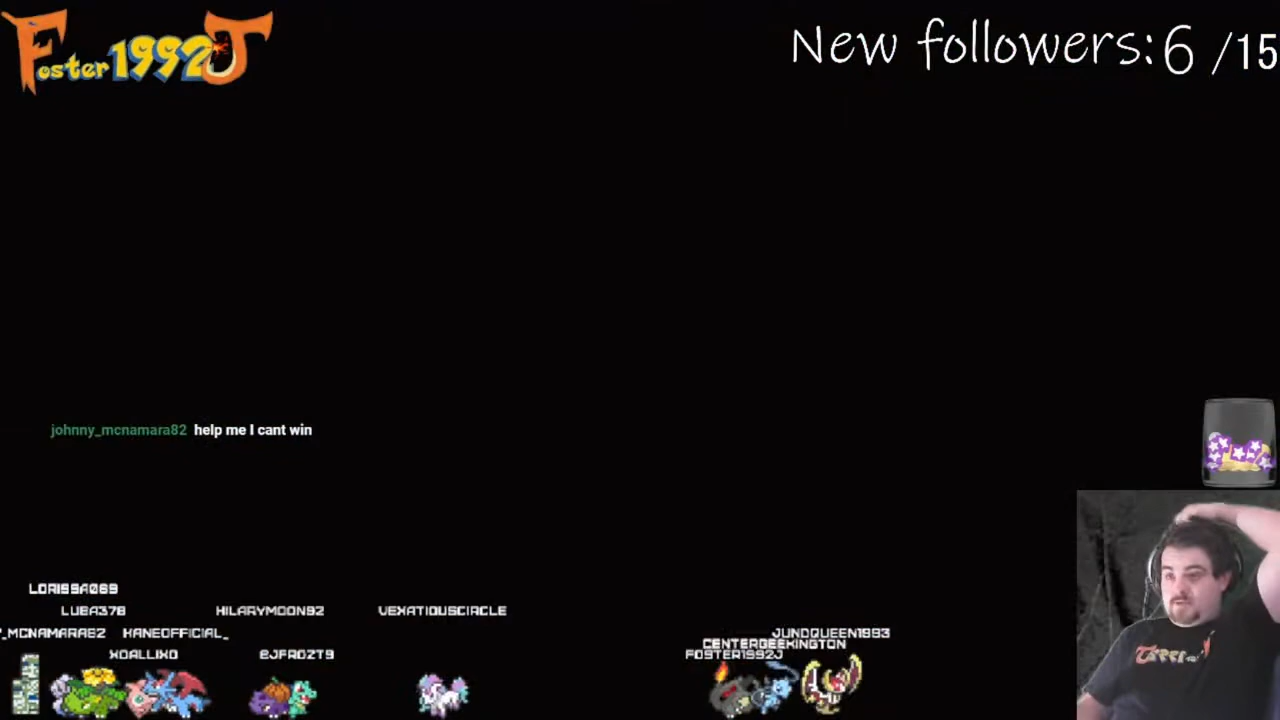 Foster1992J
New followers: 6 /15
johnny_mcnamara82 help me I cant win
LORISSA069
LUBA378
HILARYMOON92
VEXATIOUSCIRCLE
_MCNAMARA82
KANEOFFICIAL_
JUNOQUEEN1993
CENTERGEEKINGTON
XOALLIXO
EJFROZT9
FOSTER1992J